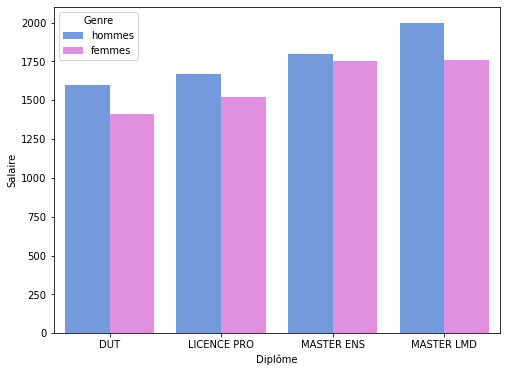 Genre
hommes
femmes
2000
1750
1500
1250
1000
750
500
250
0
Salaire
DUT
LICENCE PRO
MASTER ENS
MASTER LMD
Diplôme